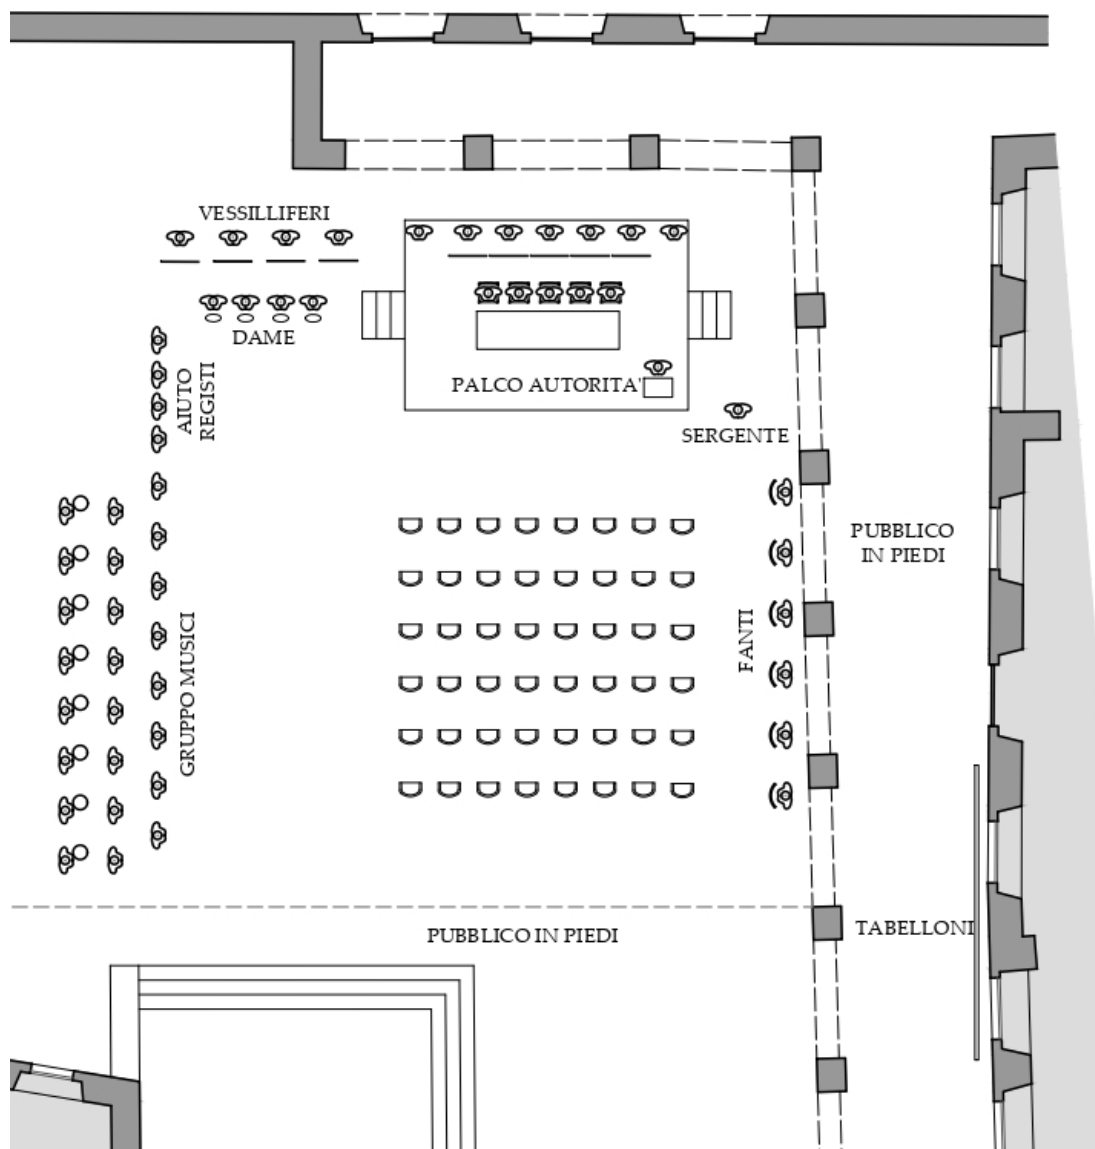 VESSILLIFERI
DAME
AIUTO
REGISTI
PALCO AUTORITA'
SERGENTE
PUBBLICO
IN PIEDI
FANTI
GRUPPO MUSICI
TABELLONI
PUBBLICO IN PIEDI